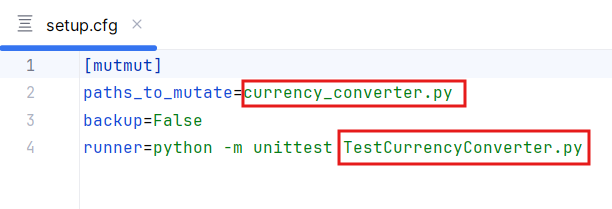 setup.cfg
1 [mutmut]
2 paths_to_mutate=currency_converter.py
3 backup=False
4 runner=python -m unittest TestCurrencyConverter.py